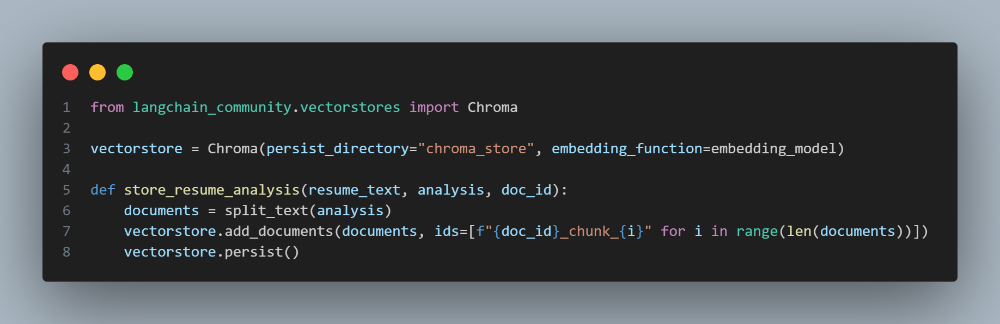 1 from langchain_community.vectorstores import Chroma
2
3 vectorstore = Chroma(persist_directory="chroma_store", embedding_function=embedding_model)
4
5 def store_resume_analysis(resume_text, analysis, doc_id):
6     documents = split_text(analysis)
7     vectorstore.add_documents(documents, ids=[f"{doc_id}_chunk_{i}" for i in range(len(documents))])
8     vectorstore.persist()